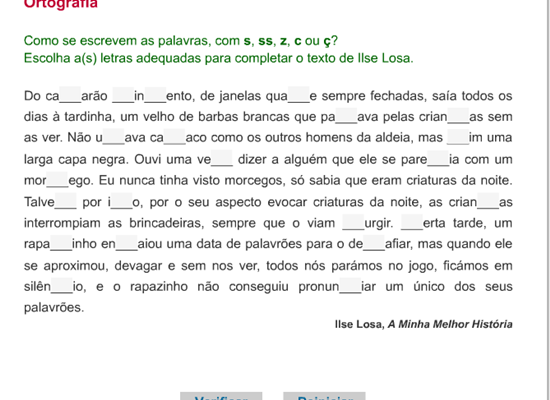 Ortografia
Como se escrevem as palavras, com s, ss, z, c ou ç?
Escolha a(s) letras adequadas para completar o texto de Ilse Losa.
Do ca___arão ___in___ento, de janelas qua___e sempre fechadas, saía todos os
dias à tardinha, um velho de barbas brancas que pa___ava pelas crian___as sem
as ver. Não u___ava ca___aco como os outros homens da aldeia, mas ___im uma
larga capa negra. Ouvi uma ve___ dizer a alguém que ele se pare___ia com um
mor___ego. Eu nunca tinha visto morcegos, só sabia que eram criaturas da noite.
Talve___ por i___o, por o seu aspecto evocar criaturas da noite, as crian___as
interrompiam as brincadeiras, sempre que o viam ___urgir. ___erta tarde, um
rapa___inho en___aiou uma data de palavrões para o de___afiar, mas quando ele
se aproximou, devagar e sem nos ver, todos nós parámos no jogo, ficámos em
silên___io, e o rapazinho não conseguiu pronun___iar um único dos seus
palavrões.
Ilse Losa, A Minha Melhor História
Verificar Reiniciar